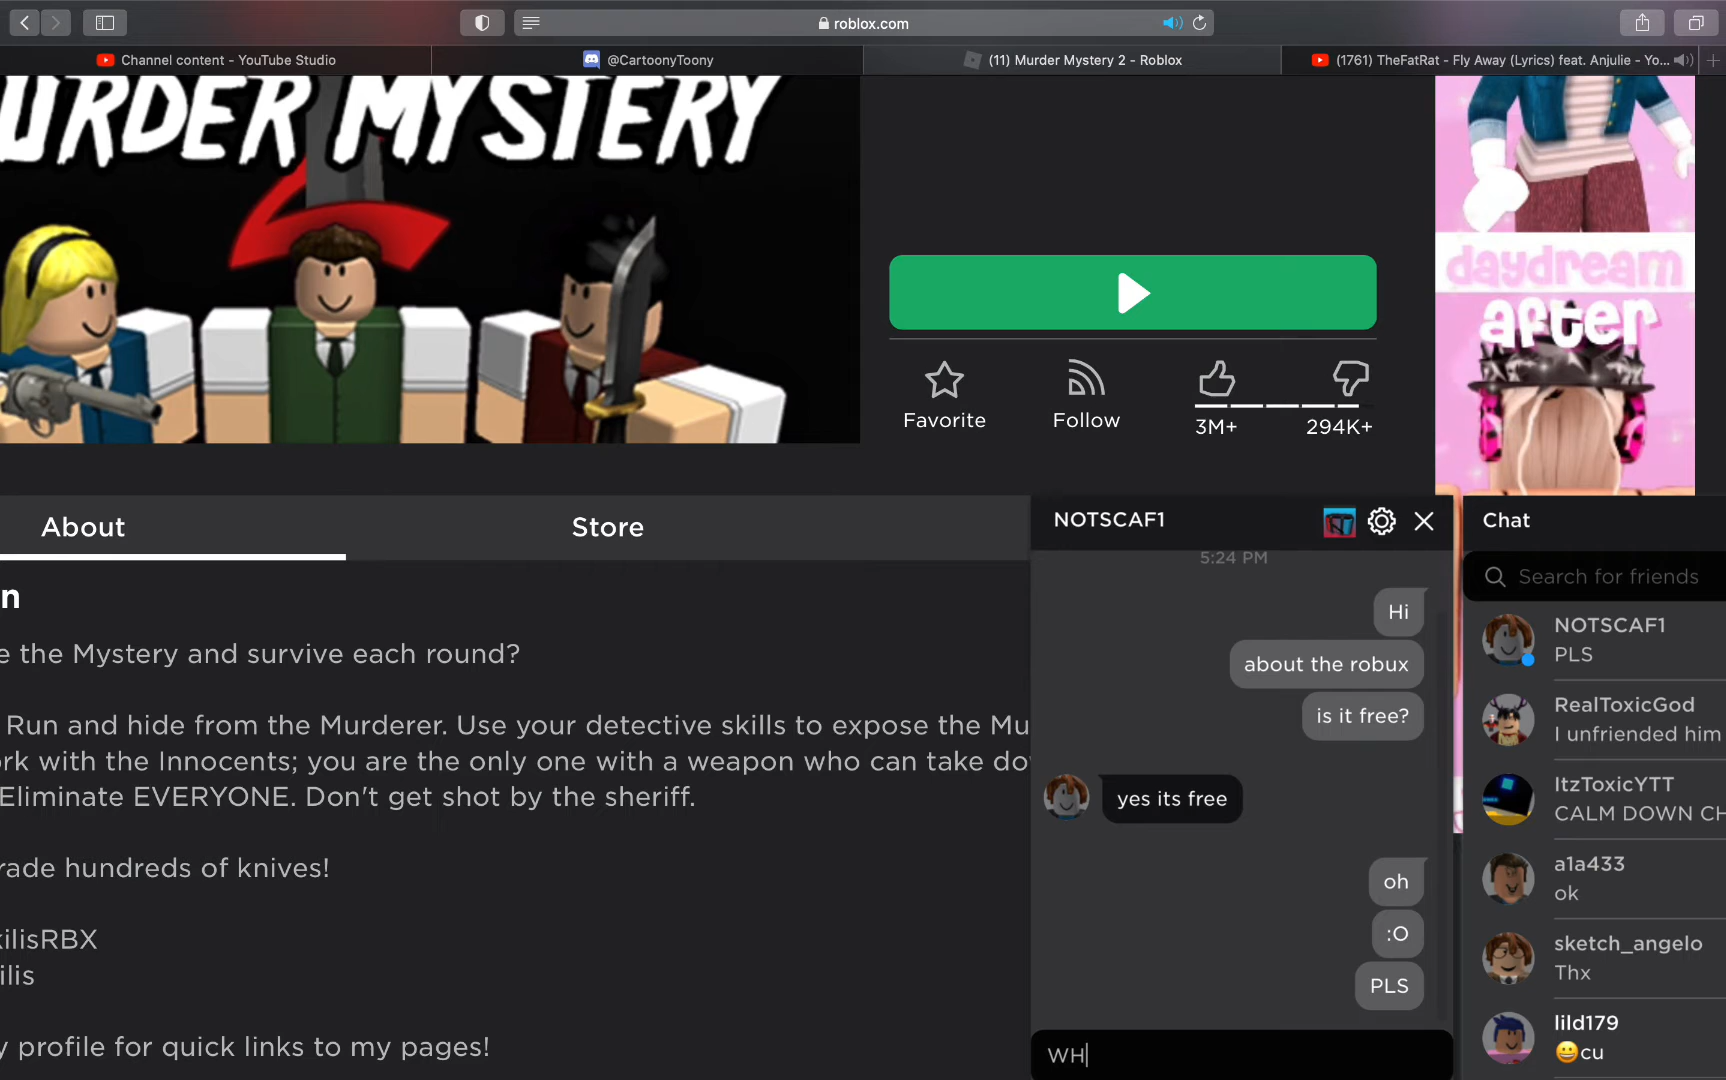 roblox.com
Channel content - YouTube Studio
@CartoonyToony
(11) Murder Mystery 2 - Roblox
(1761) TheFatRat - Fly Away (Lyrics) feat. Anjulie - Yo...
URDER MYSTERY
2
daydream
after
Favorite
Follow
3M+
294K+
About
Store
n
e the Mystery and survive each round?
Run and hide from the Murderer. Use your detective skills to expose the Mu
rk with the Innocents; you are the only one with a weapon who can take do
Eliminate EVERYONE. Don't get shot by the sheriff.
rade hundreds of knives!
kilisRBX
ilis
y profile for quick links to my pages!
NOTSCAF1
5:24 PM
Hi
about the robux
is it free?
yes its free
oh
:O
PLS
WH
Chat
Search for friends
NOTSCAF1
PLS
RealToxicGod
I unfriended him
ItzToxicYTT
CALM DOWN CH
a1a433
ok
sketch_angelo
Thx
lild179
😀cu